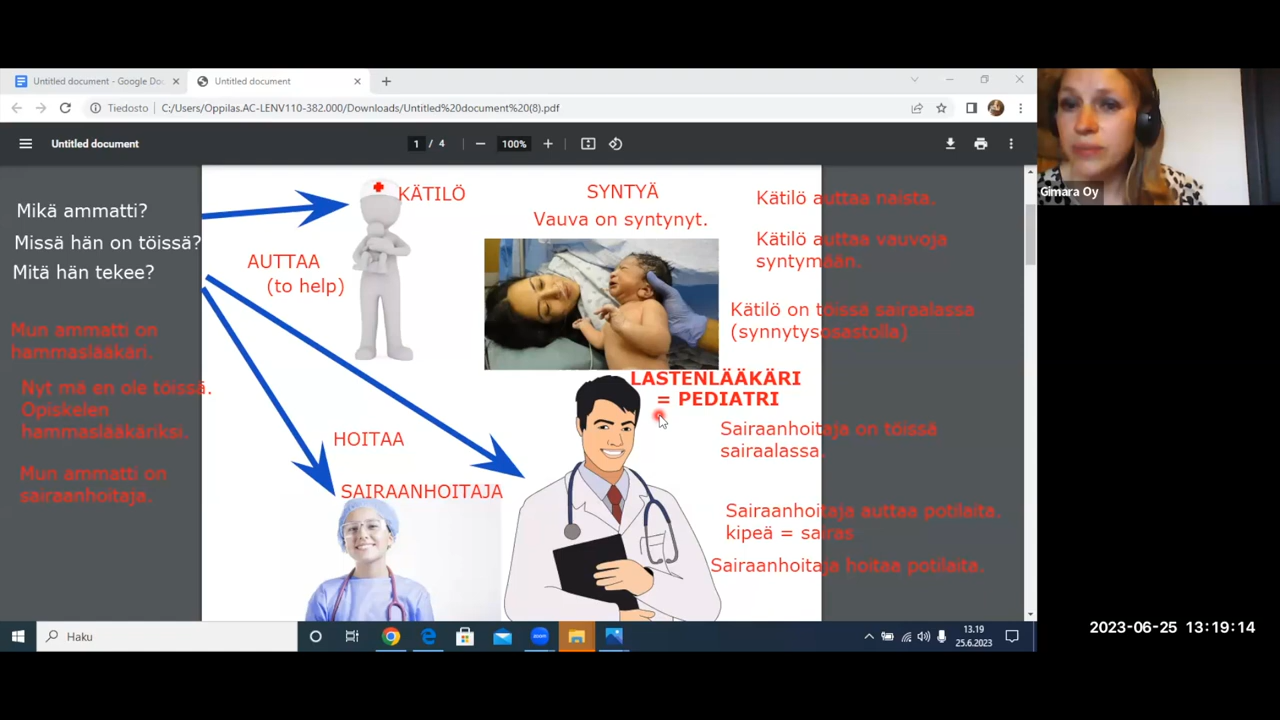 Untitled document - Google Doc
Untitled document
Tiedosto
C:/Users/Oppilas.AC-LENV110-382.000/Downloads/Untitled%20document%20(8).pdf
Untitled document
1 / 4
100%
Gimara Oy
Mikä ammatti?
Missä hän on töissä?
Mitä hän tekee?
Mun ammatti on
hammaslääkäri.
Nyt mä en ole töissä.
Opiskelen
hammaslääkäriksi.
Mun ammatti on
sairaanhoitaja.
KÄTILÖ
AUTTAA
(to help)
HOITAA
SAIRAANHOITAJA
SYNTYÄ
Vauva on syntynyt.
LASTENLÄÄKÄRI
= PEDIATRI
Kätilö auttaa naista.
Kätilö auttaa vauvoja
syntymään.
Kätilö on töissä sairaalassa
(synnytysosastolla)
Sairaanhoitaja on töissä
sairaalassa.
Sairaanhoitaja auttaa potilaita.
kipeä = sairas
Sairaanhoitaja hoitaa potilaita.
Haku
zoom
13.19
25.6.2023
2023-06-25 13:19:14